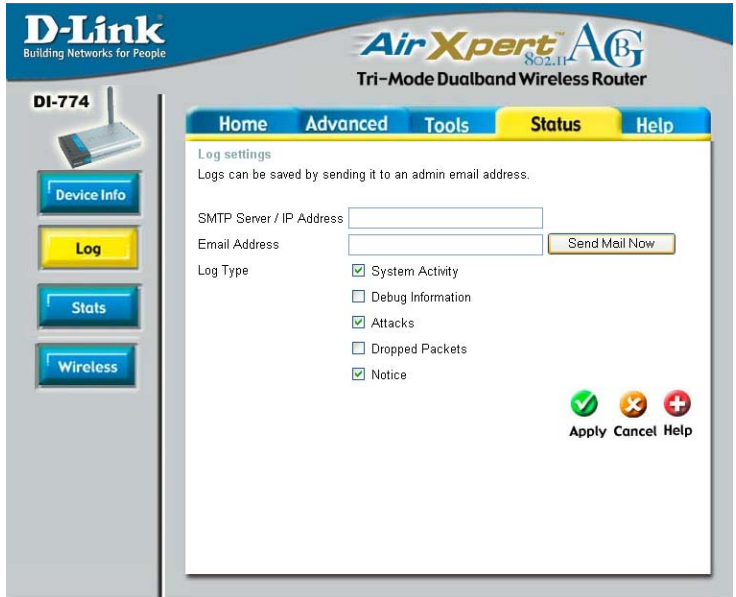 D-Link
Building Networks for People
Air Xpert™ 802.11 ABG
Tri-Mode Dualband Wireless Router
DI-774
Home Advanced Tools Status Help
Device Info
Log
Stats
Wireless
Log settings
Logs can be saved by sending it to an admin email address.
SMTP Server / IP Address
Email Address Send Mail Now
Log Type System Activity
Debug Information
Attacks
Dropped Packets
Notice
Apply Cancel Help